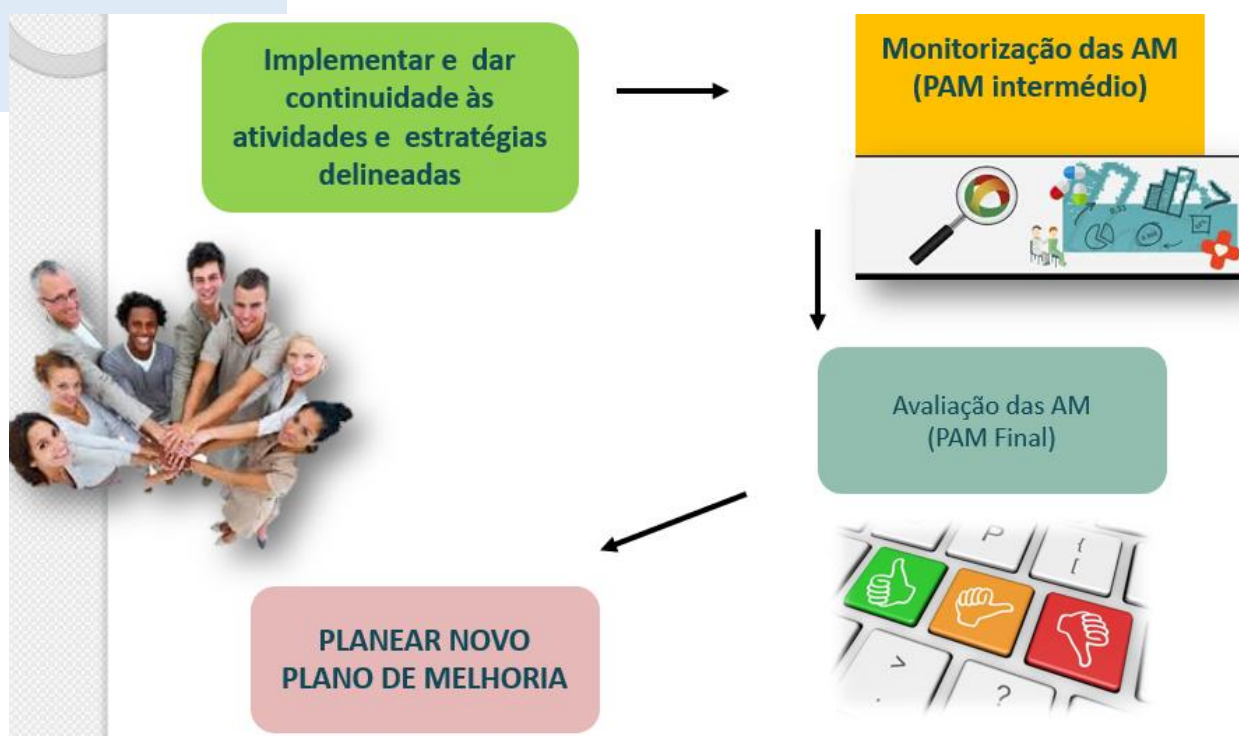 Implementar e dar
continuidade às
atividades e estratégias
delineadas
Monitorização das AM
(PAM intermédio)
Avaliação das AM
(PAM Final)
PLANEAR NOVO
PLANO DE MELHORIA
P
{
[
>
.
?